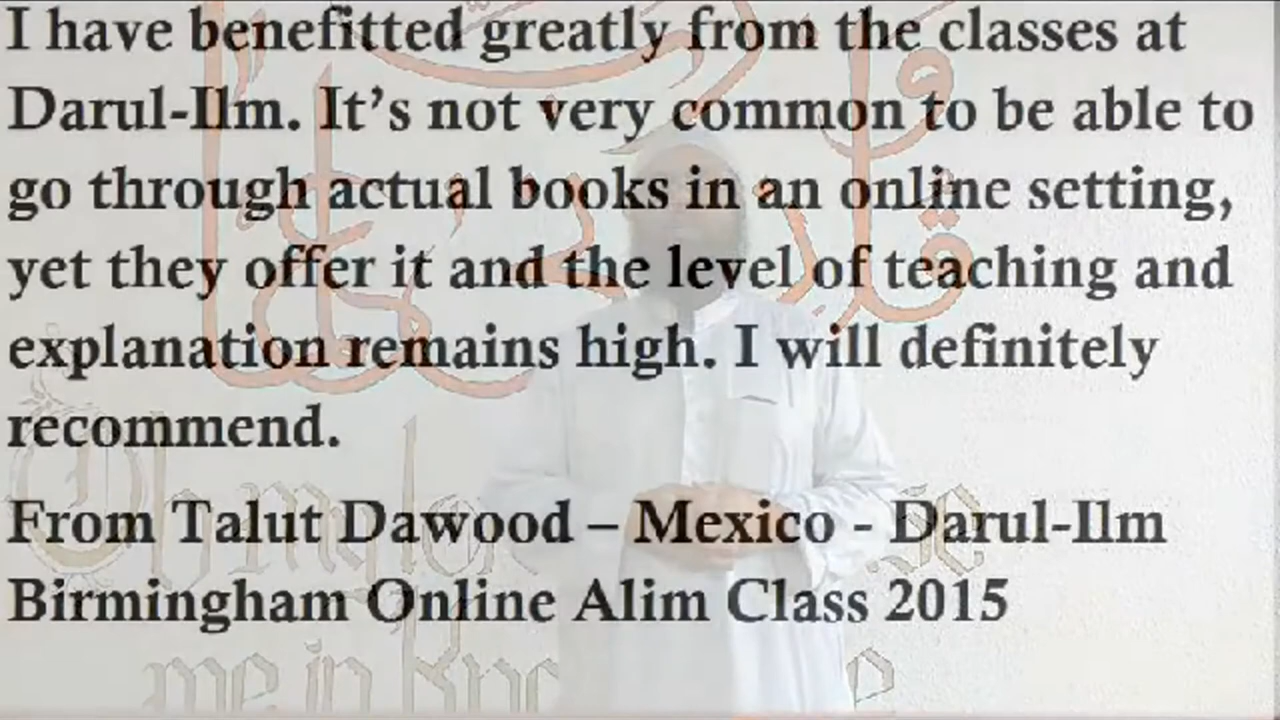 I have benefitted greatly from the classes at
Darul-Ilm. It’s not very common to be able to
go through actual books in an online setting,
yet they offer it and the level of teaching and
explanation remains high. I will definitely
recommend.
From Talut Dawood – Mexico - Darul-Ilm
Birmingham Online Alim Class 2015
me in